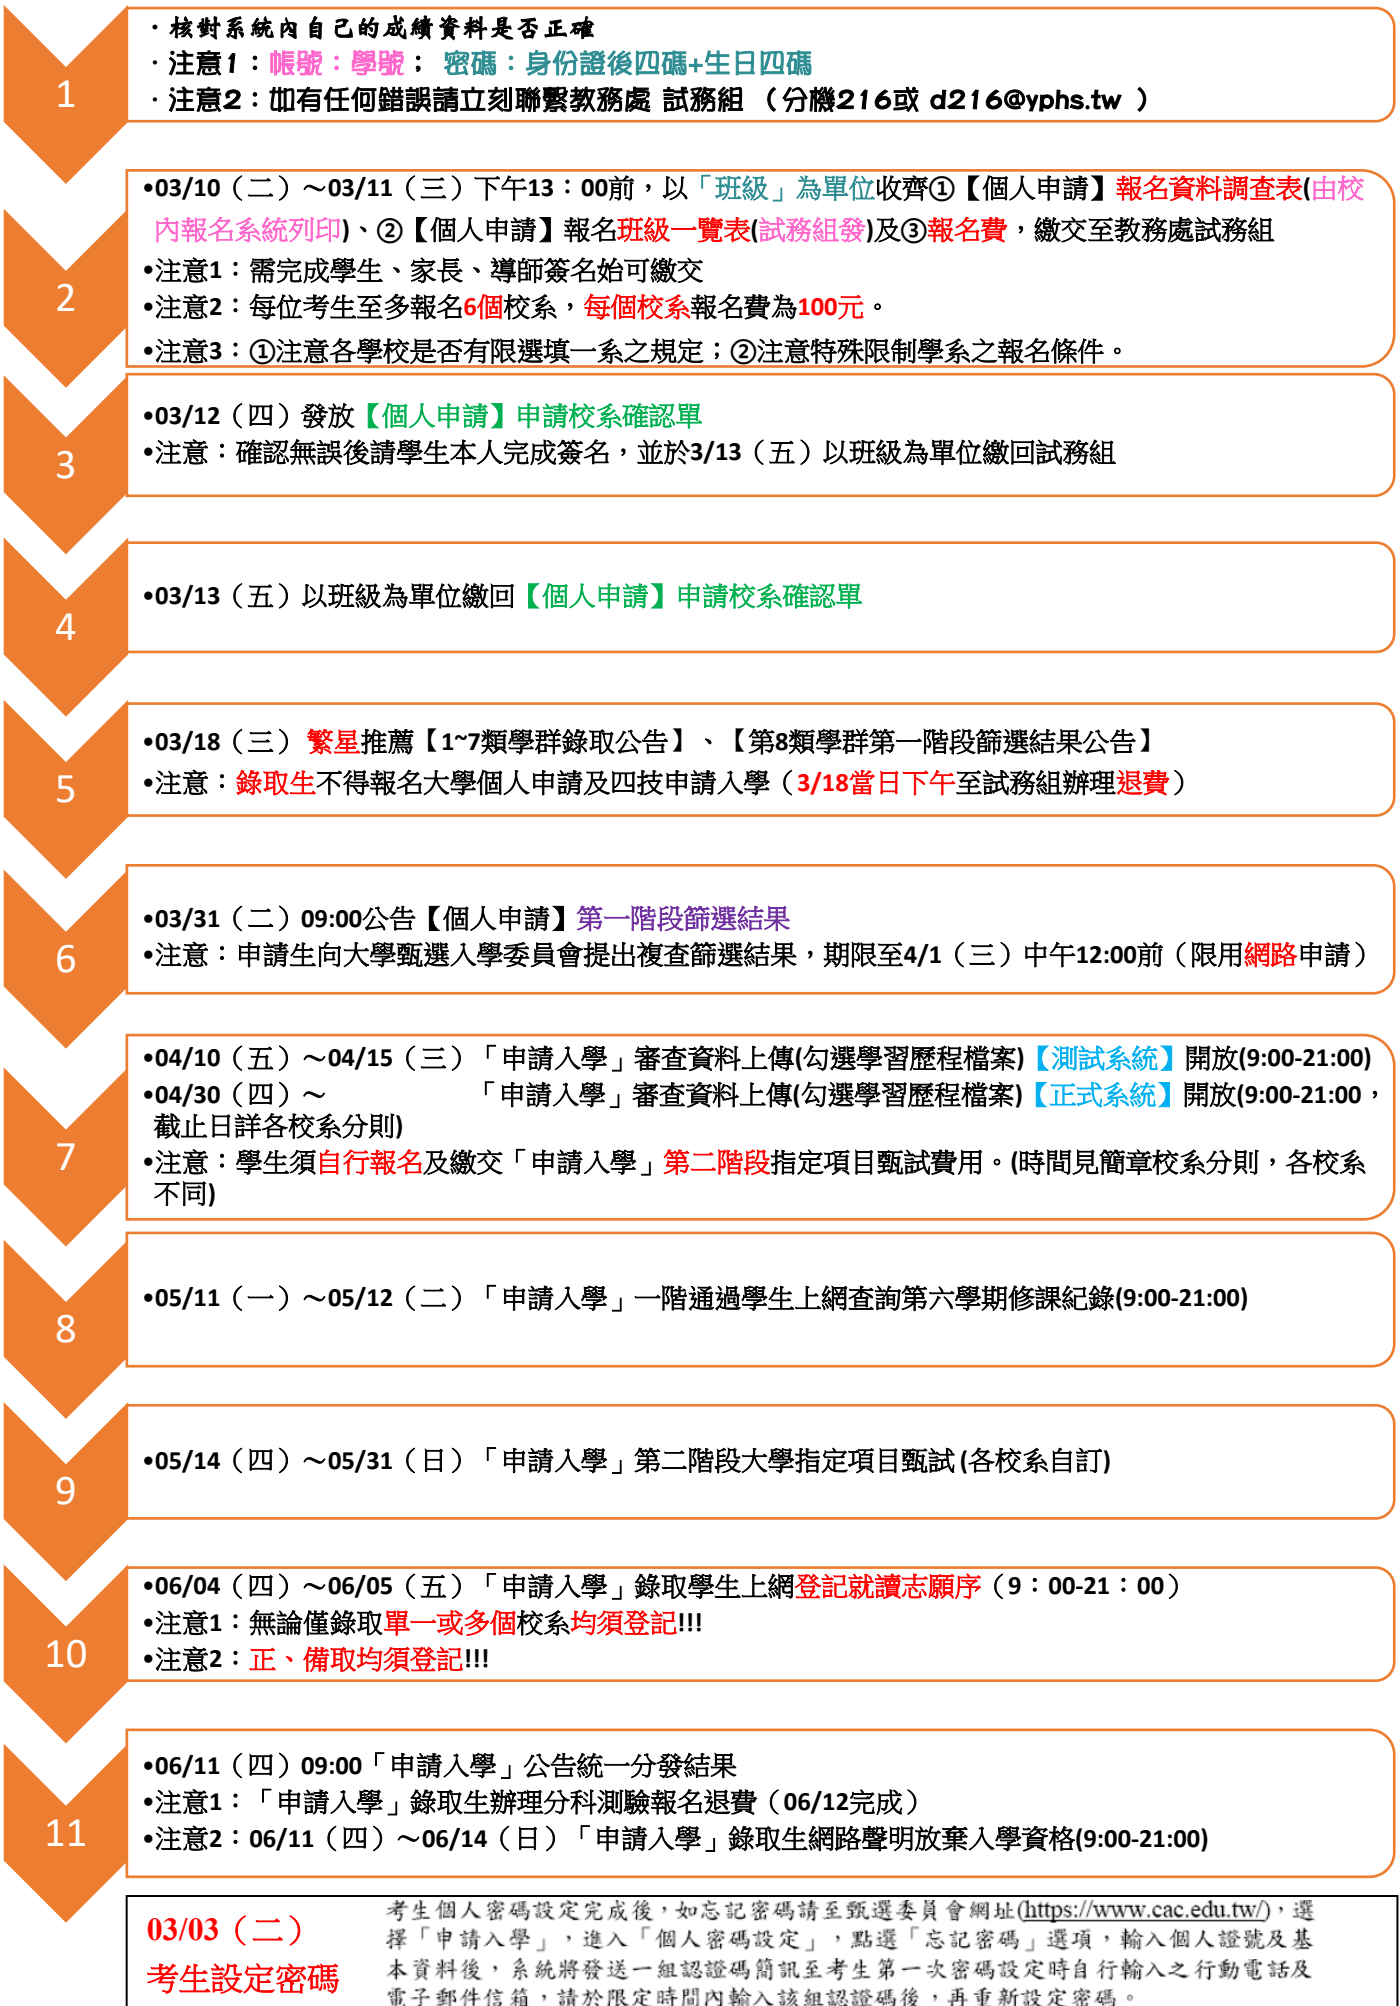 1
·核對系統內自己的成績資料是否正確
·注意1：帳號：學號； 密碼：身份證後四碼+生日四碼
·注意2：如有任何錯誤請立刻聯繫教務處 試務組 （分機216或 d216@yphs.tw ）
2
•03/10（二）～03/11（三）下午13：00前，以「班級」為單位收齊①【個人申請】報名資料調查表(由校
內報名系統列印)、②【個人申請】報名班級一覽表(試務組發)及③報名費，繳交至教務處試務組
•注意1：需完成學生、家長、導師簽名始可繳交
•注意2：每位考生至多報名6個校系，每個校系報名費為100元。
•注意3：①注意各學校是否有限選填一系之規定；②注意特殊限制學系之報名條件。
3
•03/12（四）發放【個人申請】申請校系確認單
•注意：確認無誤後請學生本人完成簽名，並於3/13（五）以班級為單位繳回試務組
4
•03/13（五）以班級為單位繳回【個人申請】申請校系確認單
5
•03/18（三） 繁星推薦【1~7類學群錄取公告】、【第8類學群第一階段篩選結果公告】
•注意：錄取生不得報名大學個人申請及四技申請入學（3/18當日下午至試務組辦理退費）
6
•03/31（二）09:00公告【個人申請】第一階段篩選結果
•注意：申請生向大學甄選入學委員會提出複查篩選結果，期限至4/1（三）中午12:00前（限用網路申請）
7
•04/10（五）～04/15（三）「申請入學」審查資料上傳(勾選學習歷程檔案)【測試系統】開放(9:00-21:00)
•04/30（四）～ 「申請入學」審查資料上傳(勾選學習歷程檔案)【正式系統】開放(9:00-21:00，
截止日詳各校系分則)
•注意：學生須自行報名及繳交「申請入學」第二階段指定項目甄試費用。(時間見簡章校系分則，各校系
不同)
8
•05/11（一）～05/12（二）「申請入學」一階通過學生上網查詢第六學期修課紀錄(9:00-21:00)
9
•05/14（四）～05/31（日）「申請入學」第二階段大學指定項目甄試(各校系自訂)
10
•06/04（四）～06/05（五）「申請入學」錄取學生上網登記就讀志願序（9：00-21：00）
•注意1：無論僅錄取單一或多個校系均須登記!!!
•注意2：正、備取均須登記!!!
11
•06/11（四）09:00「申請入學」公告統一分發結果
•注意1：「申請入學」錄取生辦理分科測驗報名退費（06/12完成）
•注意2：06/11（四）～06/14（日）「申請入學」錄取生網路聲明放棄入學資格(9:00-21:00)
03/03（二）
考生設定密碼
考生個人密碼設定完成後，如忘記密碼請至甄選委員會網址(https://www.cac.edu.tw/)，選
擇「申請入學」，進入「個人密碼設定」，點選「忘記密碼」選項，輸入個人證號及基
本資料後，系統將發送一組認證碼簡訊至考生第一次密碼設定時自行輸入之行動電話及
電子郵件信箱，請於限定時間內輸入該組認證碼後，再重新設定密碼。